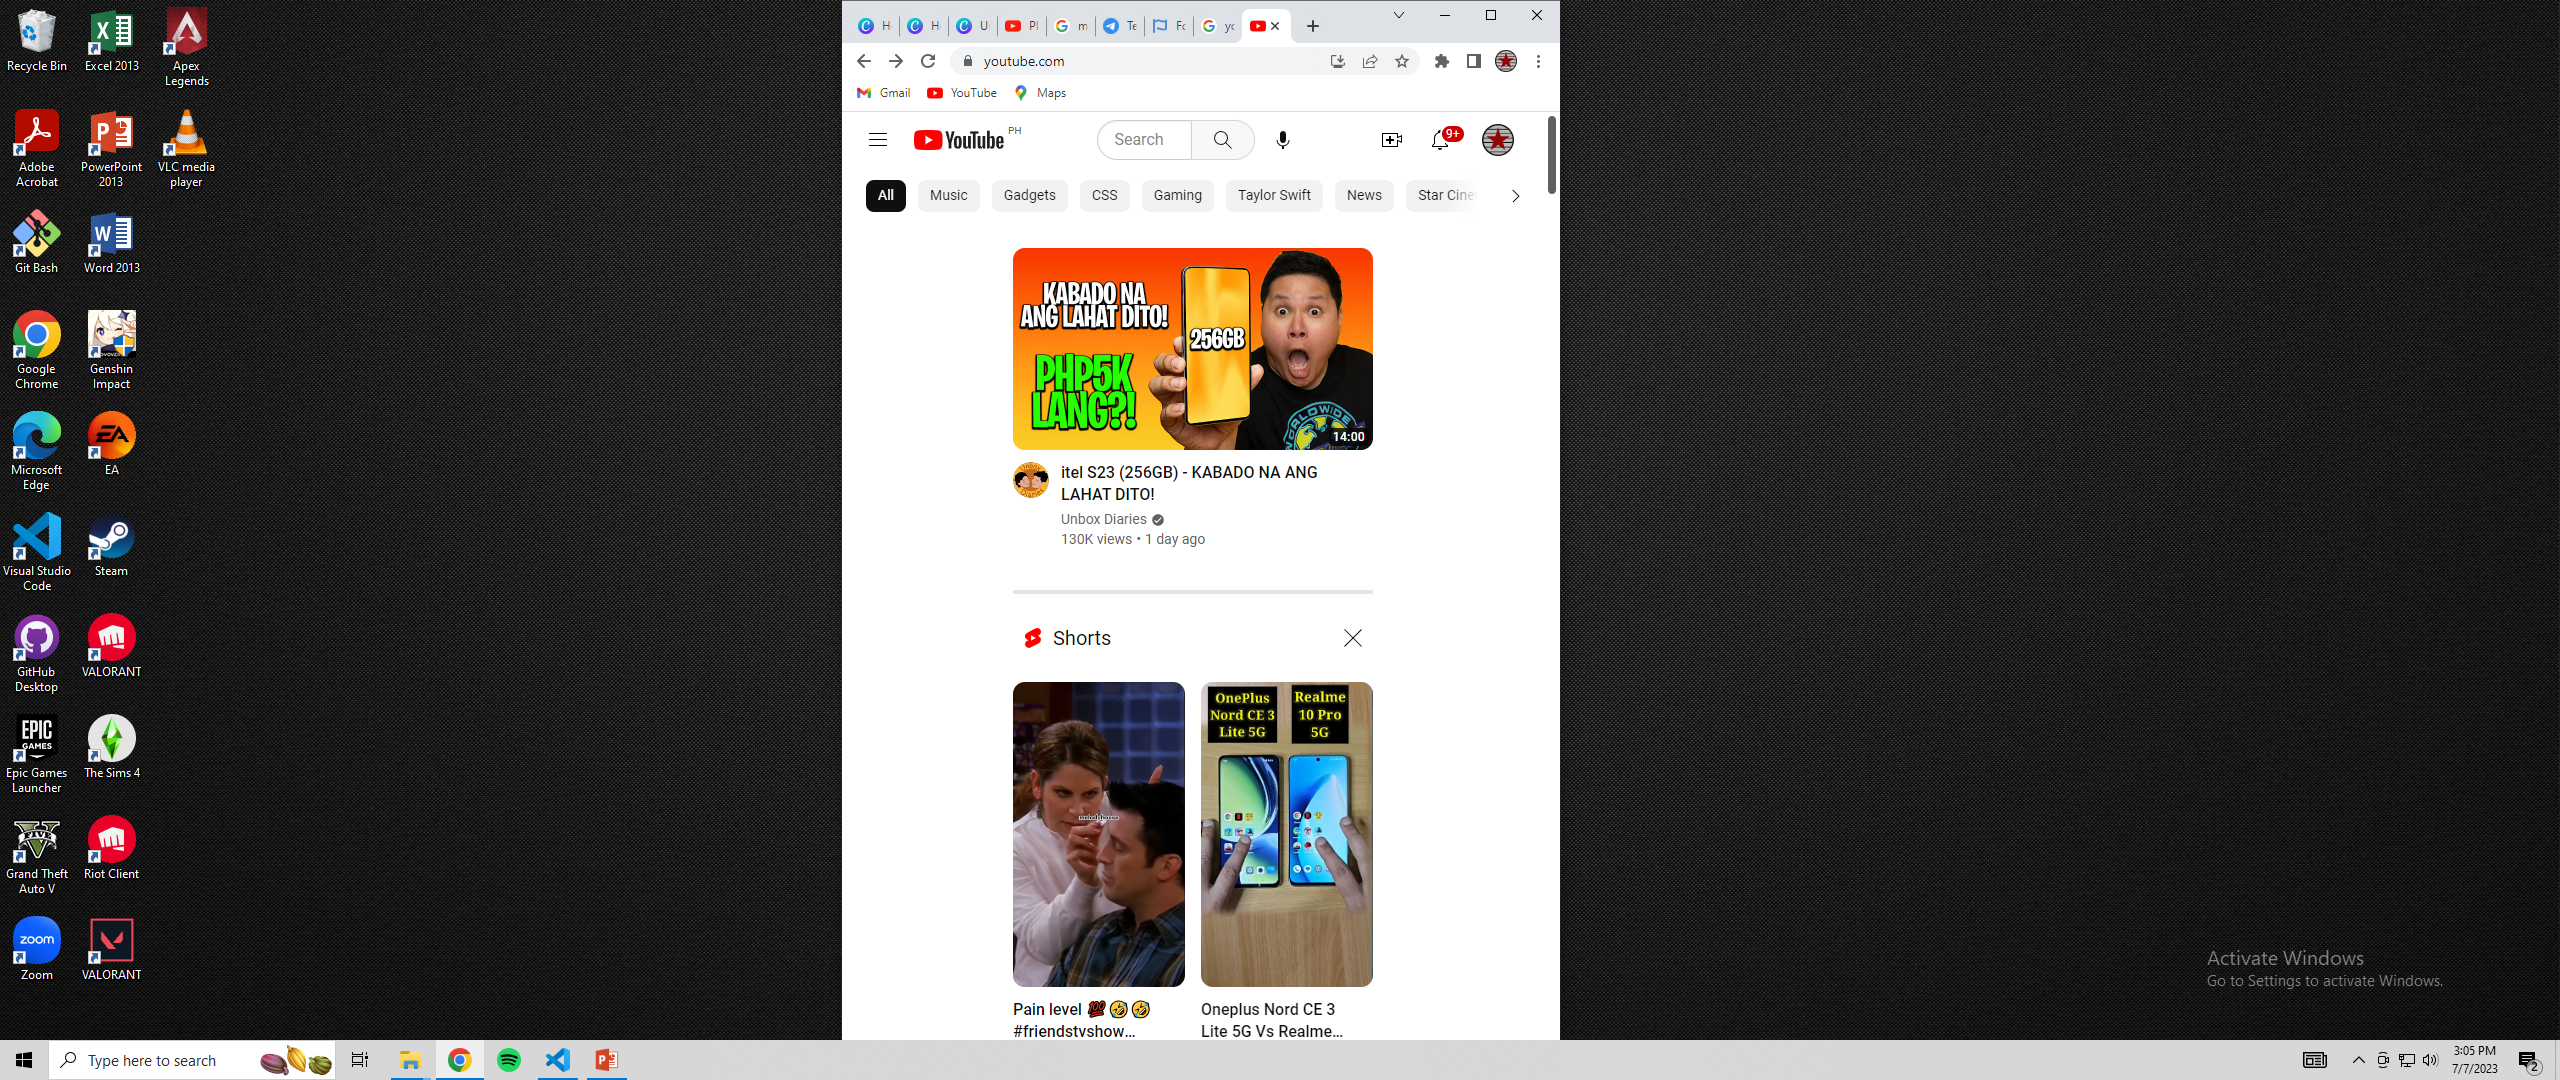 Recycle Bin
Excel 2013
Apex
Legends
Adobe
Acrobat
PowerPoint
2013
VLC media
player
Git Bash
Word 2013
Google
Chrome
Genshin
Impact
Microsoft
Edge
EA
Visual Studio
Code
Steam
GitHub
Desktop
VALORANT
Epic Games
Launcher
The Sims 4
Grand Theft
Auto V
Riot Client
Zoom
VALORANT
EPIC
GAMES
FIVE
zoom
youtube.com
Gmail
YouTube
Maps
YouTube PH
Search
9+
All
Music
Gadgets
CSS
Gaming
Taylor Swift
News
Star Cine
KABADO NA
ANG LAHAT DITO!
256GB
PHP5K
LANG?!
WORLDWIDE
14:00
itel S23 (256GB) - KABADO NA ANG
LAHAT DITO!
Unbox Diaries
130K views • 1 day ago
Shorts
OnePlus
Nord CE 3
Lite 5G
Realme
10 Pro
5G
Pain level 💯🤣🤣
#friendstvshow…
Oneplus Nord CE 3
Lite 5G Vs Realme…
Activate Windows
Go to Settings to activate Windows.
Type here to search
3:05 PM
7/7/2023
2